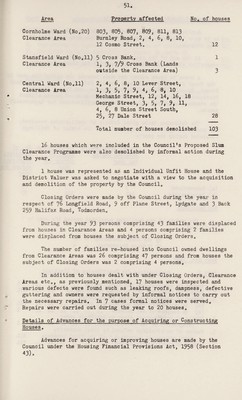 51.
Area Property affected No. of houses
Cornholme Ward (No.20) 803, 805, 807, 809, 811, 813
Clearance Area Burnley Road, 2, 4, 6, 8, 10,
12 Cosmo Street. 12
Stansfield Ward (No.11) 5 Cross Bank, 1
Clearance Area 1, 3, 7/9 Cross Bank (lands
outside the Clearance Area) 3
Central Ward (No.11) 2, 4, 6, 8, 10 Lever Street,
Clearance Area 1, 3, 5, 7, 9, 4, 6, 8, 10
Mechanic Street, 12, 14, 16, 18
George Street, 3, 5, 7, 9, 11,
4, 6, 8 Union Street South,
25, 27 Dale Street 28
Total number of houses demolished 103
16 houses which were included in the Council's Proposed Slum
Clearance Programme were also demolished by informal action during
the year.
1 house was represented as an Individual Unfit House and the
District Valuer was asked to negotiate with a view to the acquisition
and demolition of the property by the Council.
Closing Orders were made by the Council during the year in
respect of 76 Longfield Road, 5 off Pinns Street, Lydgate and 3 Back
259 Halifax Road, Todmorden.
During the year 93 persons comprising 43 families were displaced
from houses in Clearance Areas and 4 persons comprising 7 families
were displaced from houses the subject of Closing Orders.
The number of families re-housed into Council owned dwellings
from Clearance Areas was 26 comprising 47 persons and from houses the
subject of Closing Orders was 2 comprising 4 persons.
In addition to houses dealt with under Closing Orders, Clearance
Areas etc., as previously mentioned, 17 houses were inspected and
various defects were found such as leaking roofs, dampness, defective
guttering and owners were requested by informal notices to carry out
the necessary repairs. In 7 cases formal notices were served.
Repairs were carried out during the year to 20 houses.
Details of Advances for the purpose of Acquiring or Constructing
Houses.
Advances for acquiring or improving houses are made by the
Council under the Housing Financial Provisions Act, 1958 (Section
43).